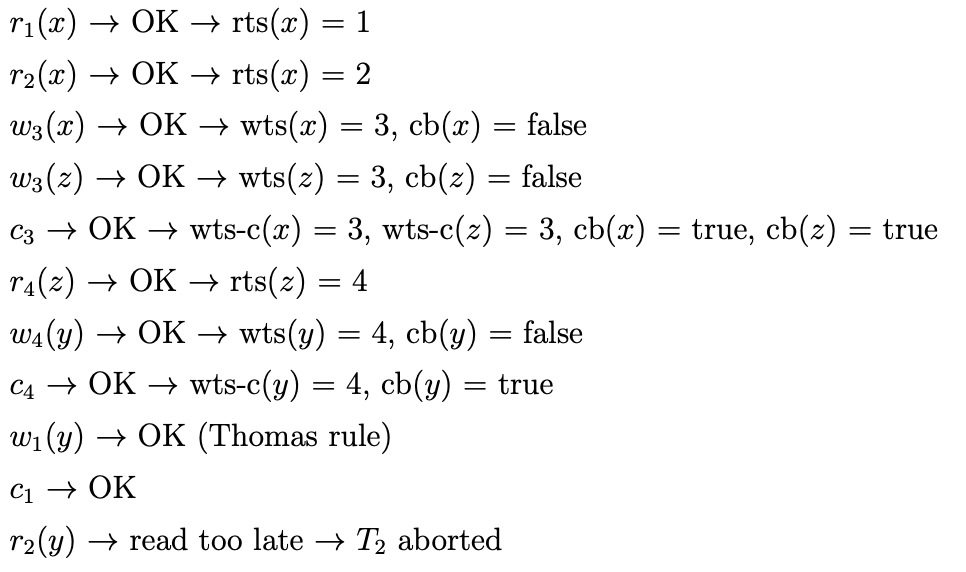 r₁(x) → OK → rts(x) = 1
r₂(x) → OK → rts(x) = 2
w₃(x) → OK → wts(x) = 3, cb(x) = false
w₃(z) → OK → wts(z) = 3, cb(z) = false
c₃ → OK → wts-c(x) = 3, wts-c(z) = 3, cb(x) = true, cb(z) = true
r₄(z) → OK → rts(z) = 4
w₄(y) → OK → wts(y) = 4, cb(y) = false
c₄ → OK → wts-c(y) = 4, cb(y) = true
w₁(y) → OK (Thomas rule)
c₁ → OK
r₂(y) → read too late → T₂ aborted